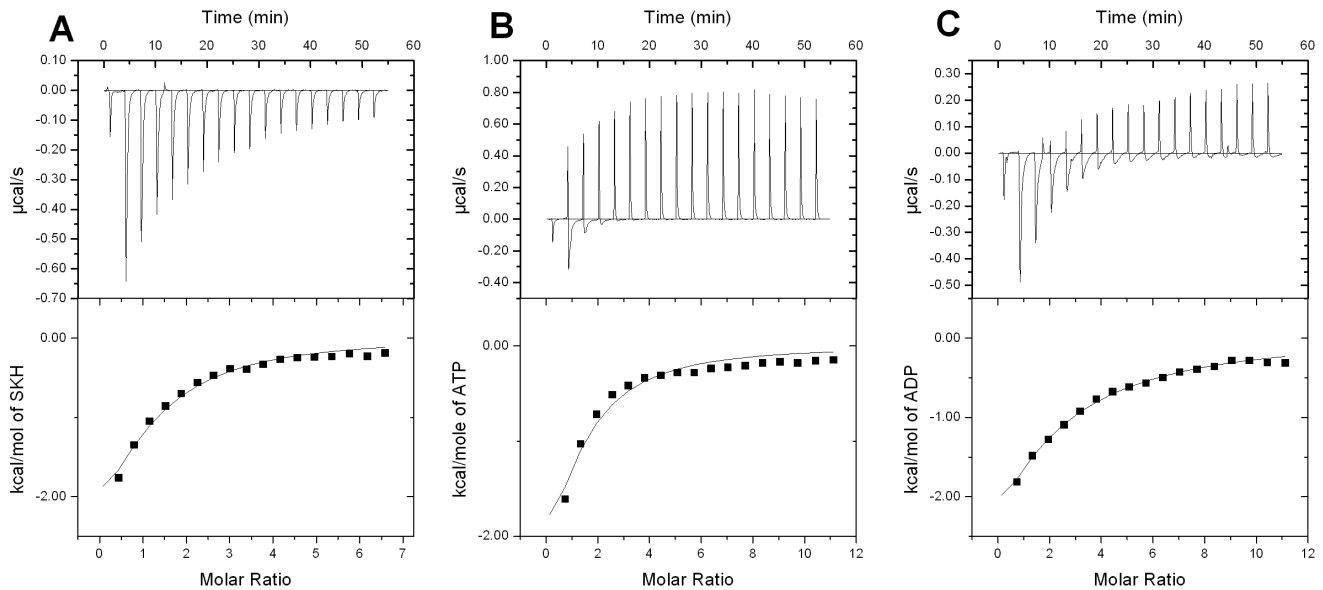 A
Time (min)
0 10 20 30 40 50 60
0.10
0.00
-0.10
-0.20
-0.30
-0.40
-0.50
-0.60
-0.70
µcal/s
0.00
-2.00
kcal/mol of SKH
0 1 2 3 4 5 6 7
Molar Ratio
B
Time (min)
0 10 20 30 40 50 60
1.00
0.80
0.60
0.40
0.20
0.00
-0.20
-0.40
µcal/s
0.00
-2.00
kcal/mole of ATP
0 2 4 6 8 10 12
Molar Ratio
C
Time (min)
0 10 20 30 40 50 60
0.30
0.20
0.10
0.00
-0.10
-0.20
-0.30
-0.40
-0.50
µcal/s
0.00
-1.00
-2.00
kcal/mol of ADP
0 2 4 6 8 10 12
Molar Ratio